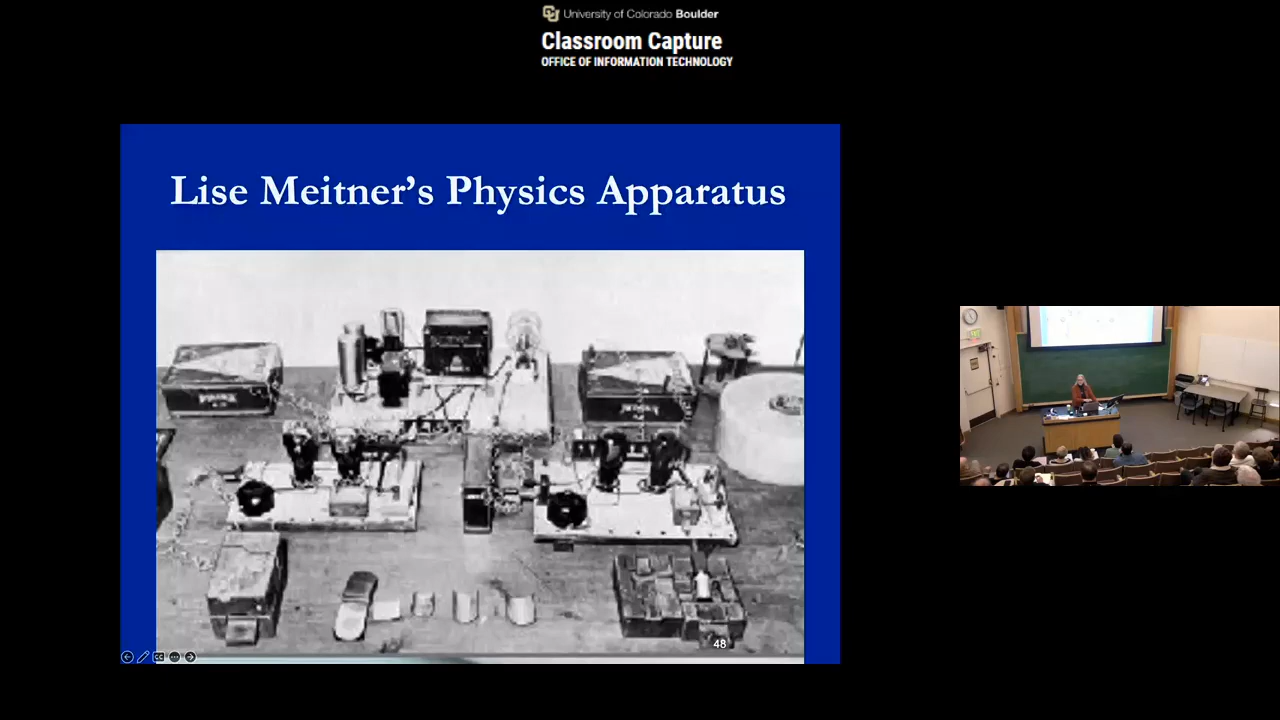 University of Colorado Boulder
Classroom Capture
OFFICE OF INFORMATION TECHNOLOGY
Lise Meitner's Physics Apparatus
48